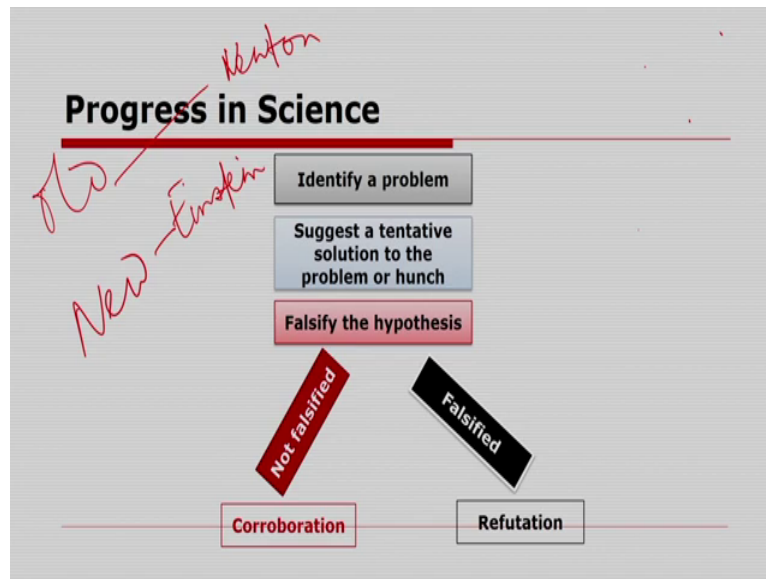 Newton
Progress in Science
Old
Identify a problem
New - Einstein
Suggest a tentative
solution to the
problem or hunch
Falsify the hypothesis
Not falsified
Falsified
Corroboration
Refutation